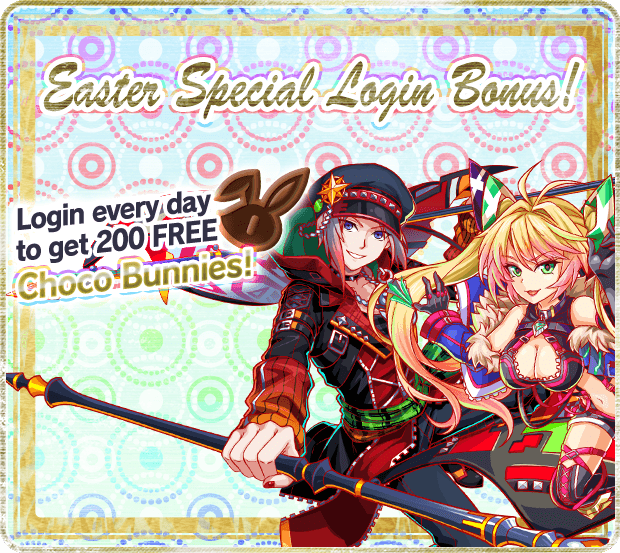 Easter Special Login Bonus!
Login every day
to get 200 FREE
Choco Bunnies!